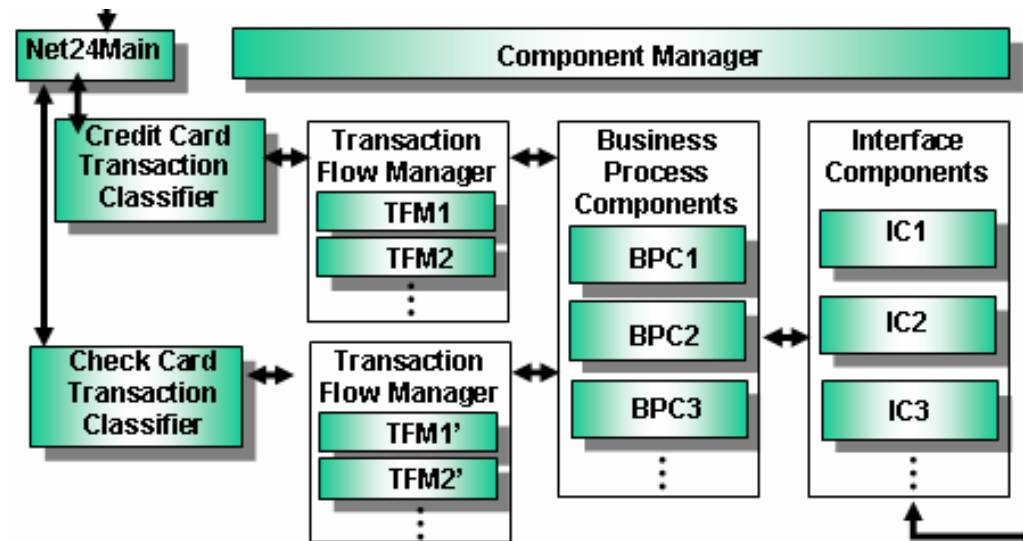 Net24Main
Component Manager
Credit Card
Transaction
Classifier
Transaction
Flow Manager
TFM1
TFM2
Business
Process
Components
BPC1
BPC2
BPC3
Interface
Components
IC1
IC2
IC3
Check Card
Transaction
Classifier
Transaction
Flow Manager
TFM1’
TFM2’